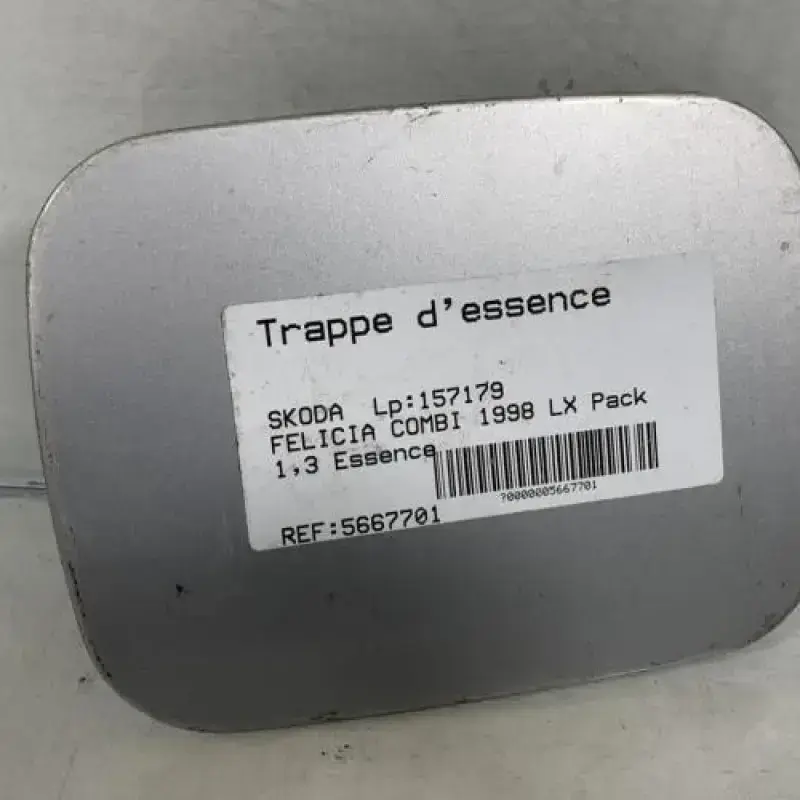 Trappe d'essence
SKODA Lp:157179
FELICIA COMBI 1998 LX Pack
1,3 Essence
?0000005667701
REF:5667701